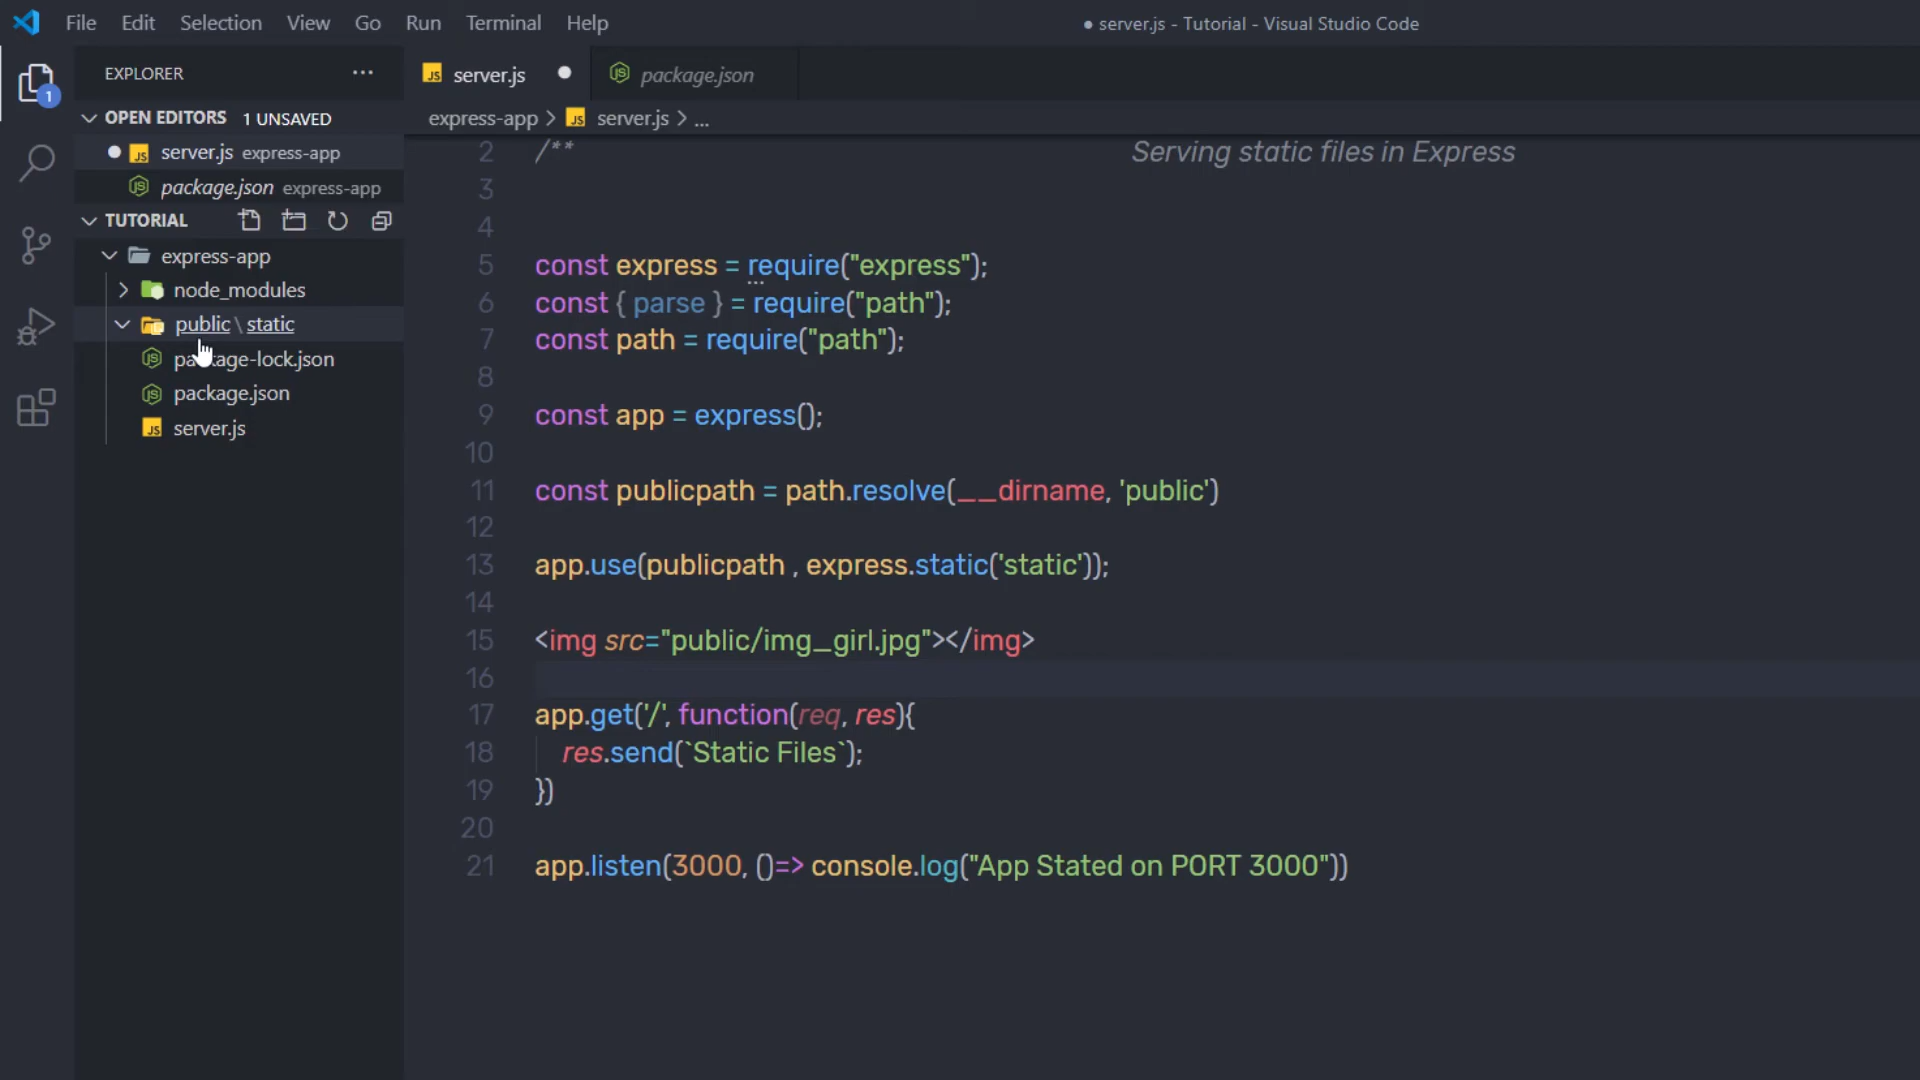 File Edit Selection View Go Run Terminal Help
● server.js - Tutorial - Visual Studio Code
EXPLORER
1
OPEN EDITORS 1 UNSAVED
server.js express-app
package.json express-app
TUTORIAL
express-app
node_modules
public \ static
package-lock.json
package.json
server.js
server.js
package.json
express-app > server.js > ...
2 /** Serving static files in Express
3
4
5 const express = require("express");
6 const { parse } = require("path");
7 const path = require("path");
8
9 const app = express();
10
11 const publicpath = path.resolve(__dirname, 'public')
12
13 app.use(publicpath , express.static('static'));
14
15 <img src="public/img_girl.jpg"></img>
16
17 app.get('/', function(req, res){
18 res.send(`Static Files`);
19 })
20
21 app.listen(3000, ()=> console.log("App Stated on PORT 3000"))